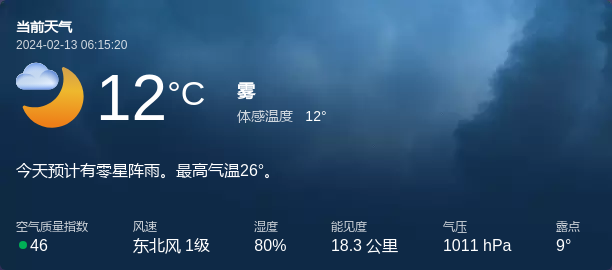 当前天气
2024-02-13 06:15:20
12°C
雾
体感温度 12°
今天预计有零星阵雨。最高气温26°。
空气质量指数 风速 湿度 能见度 气压 露点
46 东北风 1级 80% 18.3 公里 1011 hPa 9°